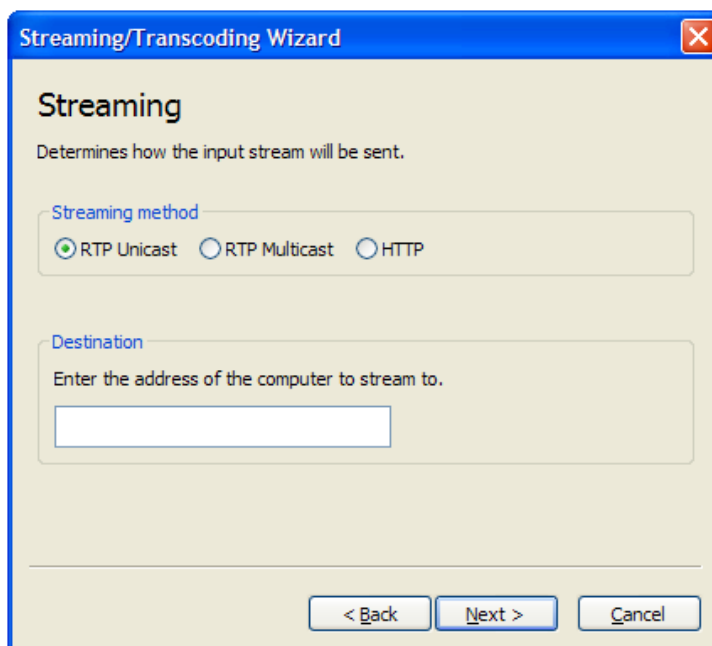 Streaming/Transcoding Wizard
Streaming
Determines how the input stream will be sent.
Streaming method
RTP Unicast RTP Multicast HTTP
Destination
Enter the address of the computer to stream to.
< Back Next > Cancel